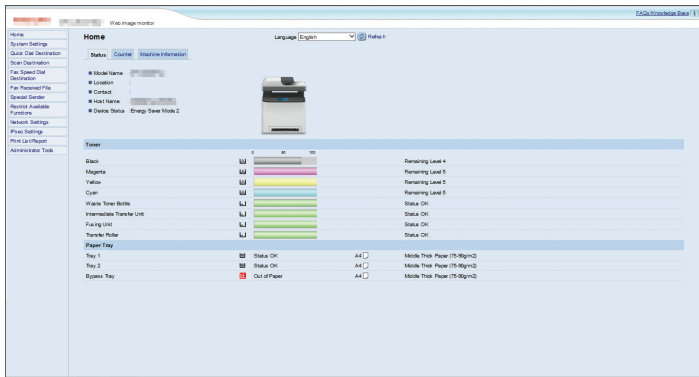 FAQs/Knowledge Base
Web Image Monitor
Home
System Settings
Quick Dial Destination
Scan Destination
Fax Speed Dial
Destination
Fax Received File
Special Sender
Restrict Available
Functions
Network Settings
IPsec Settings
Print List/Report
Administrator Tools
Home
Language English Refresh
Status Counter Machine Information
Model Name :
Location :
Contact :
Host Name :
Device Status Energy Saver Mode 2
Toner
0 50 100
Black Remaining Level 4
Magenta Remaining Level 5
Yellow Remaining Level 5
Cyan Remaining Level 5
Waste Toner Bottle Status OK
Intermediate Transfer Unit Status OK
Fusing Unit Status OK
Transfer Roller Status OK
Paper Tray
Tray 1 Status OK A4 Middle Thick Paper (75-90g/m2)
Tray 2 Status OK A4 Middle Thick Paper (75-90g/m2)
Bypass Tray Out of Paper A4 Middle Thick Paper (75-90g/m2)